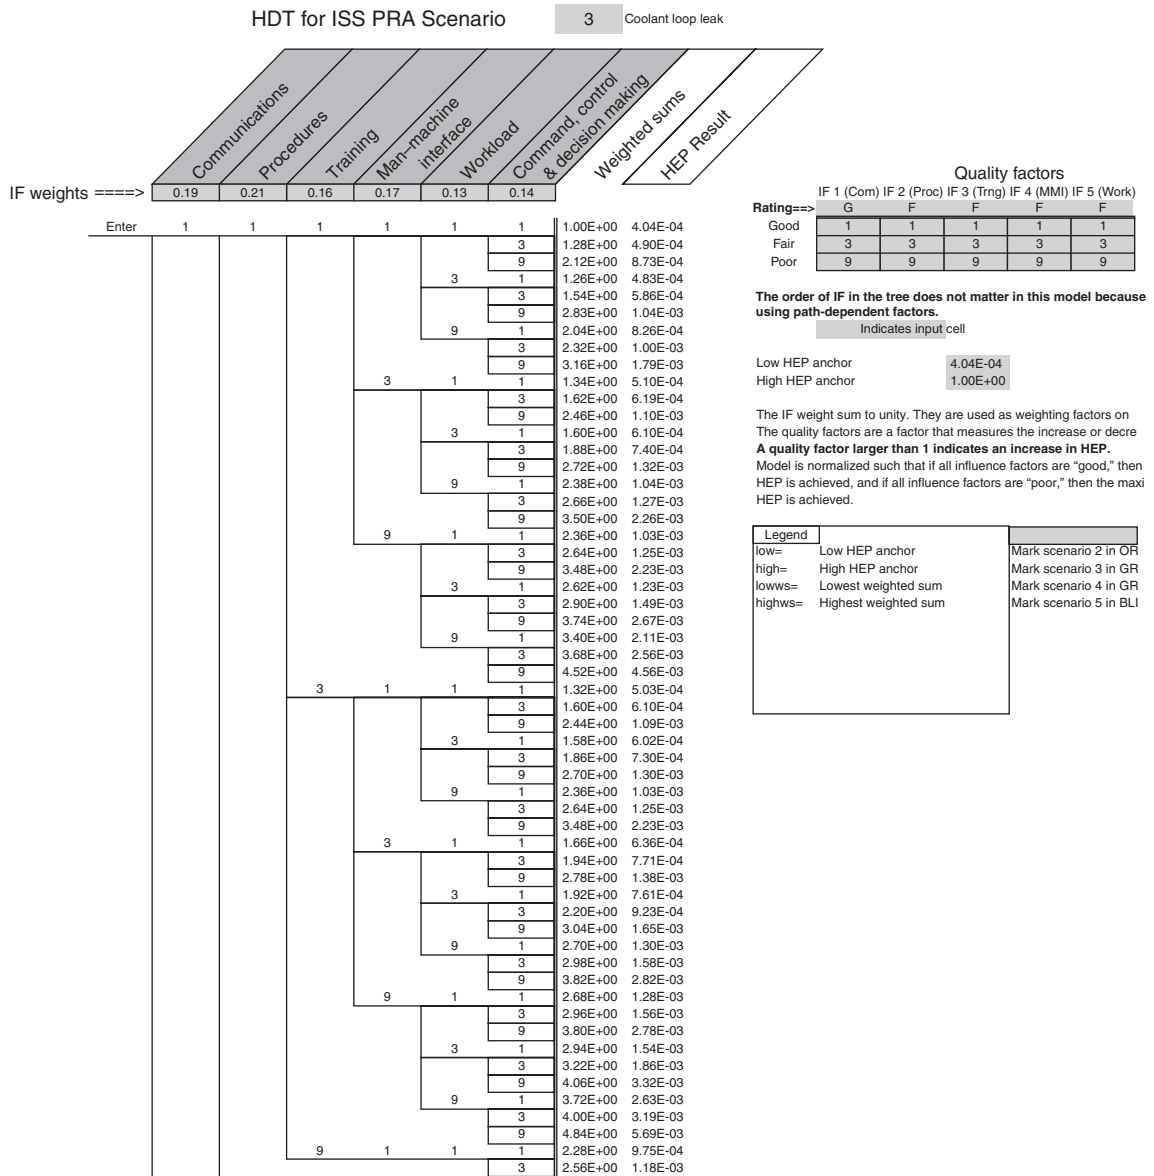 HDT for ISS PRA Scenario 3 Coolant loop leak
Communications
Procedures
Training
Man–machine interface
Workload
Command, control & decision making
Weighted sums
HEP Result
IF weights ====> 0.19 0.21 0.16 0.17 0.13 0.14
Enter 1 1 1 1 1 1 1.00E+00 4.04E-04
3 1.28E+00 4.90E-04
9 2.12E+00 8.73E-04
3 1 1.26E+00 4.83E-04
3 1.54E+00 5.86E-04
9 2.83E+00 1.04E-03
9 1 2.04E+00 8.26E-04
3 2.32E+00 1.00E-03
9 3.16E+00 1.79E-03
3 1 1 1.34E+00 5.10E-04
3 1.62E+00 6.19E-04
9 2.46E+00 1.10E-03
3 1 1.60E+00 6.10E-04
3 1.88E+00 7.40E-04
9 2.72E+00 1.32E-03
9 1 2.38E+00 1.04E-03
3 2.66E+00 1.27E-03
9 3.50E+00 2.26E-03
9 1 1 2.36E+00 1.03E-03
3 2.64E+00 1.25E-03
9 3.48E+00 2.23E-03
3 1 2.62E+00 1.23E-03
3 2.90E+00 1.49E-03
9 3.74E+00 2.67E-03
9 1 3.40E+00 2.11E-03
3 3.68E+00 2.56E-03
9 4.52E+00 4.56E-03
3 1 1 1 1.32E+00 5.03E-04
3 1.60E+00 6.10E-04
9 2.44E+00 1.09E-03
3 1 1.58E+00 6.02E-04
3 1.86E+00 7.30E-04
9 2.70E+00 1.30E-03
9 1 2.36E+00 1.03E-03
3 2.64E+00 1.25E-03
9 3.48E+00 2.23E-03
3 1 1 1.66E+00 6.36E-04
3 1.94E+00 7.71E-04
9 2.78E+00 1.38E-03
3 1 1.92E+00 7.61E-04
3 2.20E+00 9.23E-04
9 3.04E+00 1.65E-03
9 1 2.70E+00 1.30E-03
3 2.98E+00 1.58E-03
9 3.82E+00 2.82E-03
9 1 1 2.68E+00 1.28E-03
3 2.96E+00 1.56E-03
9 3.80E+00 2.78E-03
3 1 2.94E+00 1.54E-03
3 3.22E+00 1.86E-03
9 4.06E+00 3.32E-03
9 1 3.72E+00 2.63E-03
3 4.00E+00 3.19E-03
9 4.84E+00 5.69E-03
9 1 1 1 2.28E+00 9.75E-04
3 2.56E+00 1.18E-03
Quality factors
IF 1 (Com) IF 2 (Proc) IF 3 (Trng) IF 4 (MMI) IF 5 (Work)
Rating==> G F F F F
Good 1 1 1 1 1
Fair 3 3 3 3 3
Poor 9 9 9 9 9
The order of IF in the tree does not matter in this model because
using path-dependent factors.
Indicates input cell
Low HEP anchor 4.04E-04
High HEP anchor 1.00E+00
The IF weight sum to unity. They are used as weighting factors on
The quality factors are a factor that measures the increase or decre
A quality factor larger than 1 indicates an increase in HEP.
Model is normalized such that if all influence factors are “good,” then
HEP is achieved, and if all influence factors are “poor,” then the maxi
HEP is achieved.
Legend
low= Low HEP anchor Mark scenario 2 in OR
high= High HEP anchor Mark scenario 3 in GR
lowws= Lowest weighted sum Mark scenario 4 in GR
highws= Highest weighted sum Mark scenario 5 in BLI